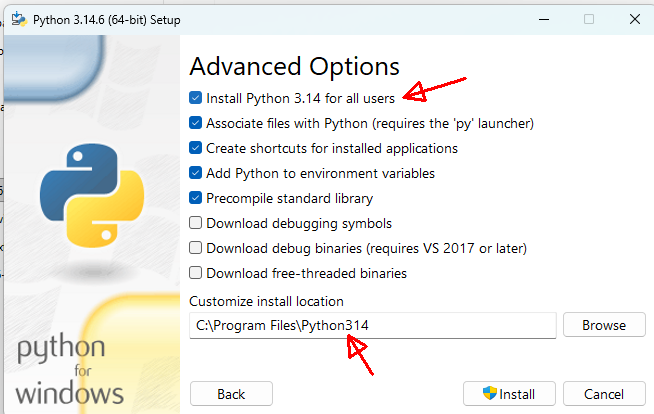 Python 3.14.6 (64-bit) Setup
Advanced Options
Install Python 3.14 for all users
Associate files with Python (requires the 'py' launcher)
Create shortcuts for installed applications
Add Python to environment variables
Precompile standard library
Download debugging symbols
Download debug binaries (requires VS 2017 or later)
Download free-threaded binaries
Customize install location
C:\Program Files\Python314
Browse
python
for
windows
Back
Install
Cancel